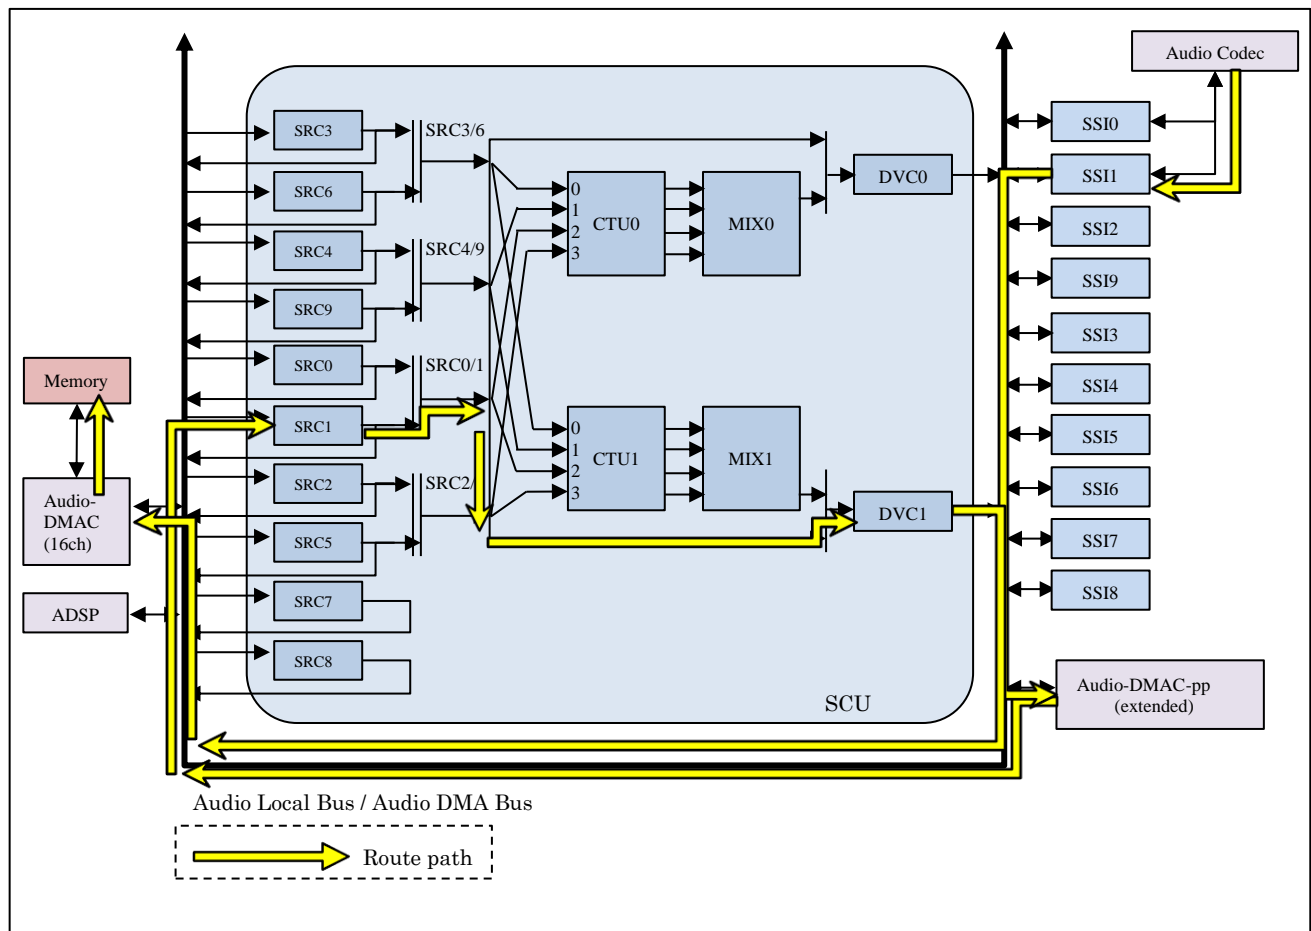 Audio Codec
SRC3
SRC3/6
SSI0
SRC6
DVC0
SSI1
0
1
2
3
CTU0
MIX0
SSI2
SRC4
SRC4/9
SSI9
SRC9
SSI3
Memory
SRC0
SRC0/1
SSI4
SRC1
0
1
2
3
CTU1
MIX1
SSI5
Audio-
DMAC
(16ch)
SRC2
SRC2/
SSI6
SRC5
DVC1
SSI7
ADSP
SRC7
SSI8
SRC8
SCU
Audio-DMAC-pp
(extended)
Audio Local Bus / Audio DMA Bus
Route path